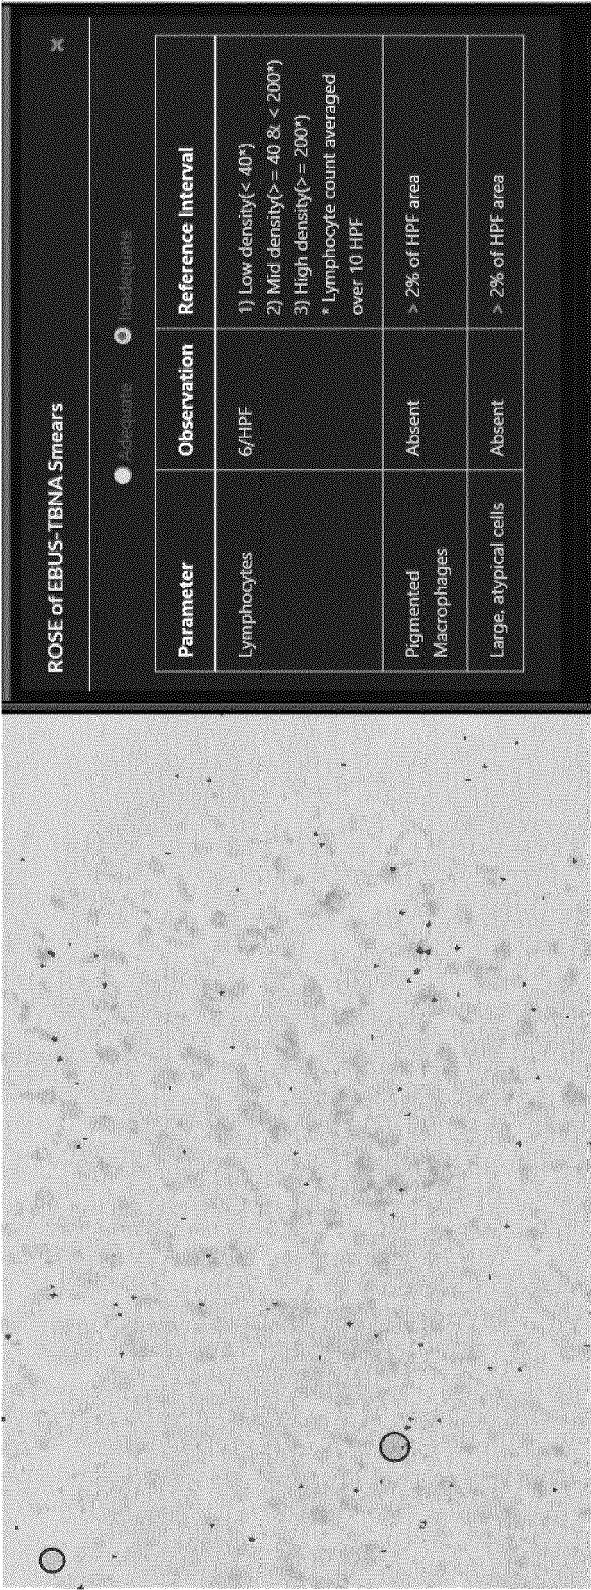 ROSE of EBUS-TBNA Smears
x
Adequate Inadequate
Parameter Observation Reference Interval
Lymphocytes 6/HPF 1) Low density(< 40*)
2) Mid density(>= 40 & < 200*)
3) High density(>= 200*)
* Lymphocyte count averaged
over 10 HPF
Pigmented Absent > 2% of HPF area
Macrophages
Large, atypical cells Absent > 2% of HPF area